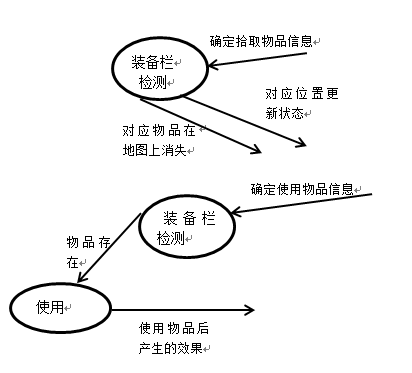 确定拾取物品信息
装备栏
检测
对应位置更
新状态
对应物品在
地图上消失
确定使用物品信息
装备栏
检测
物品存
在
使用
使用物品后
产生的效果